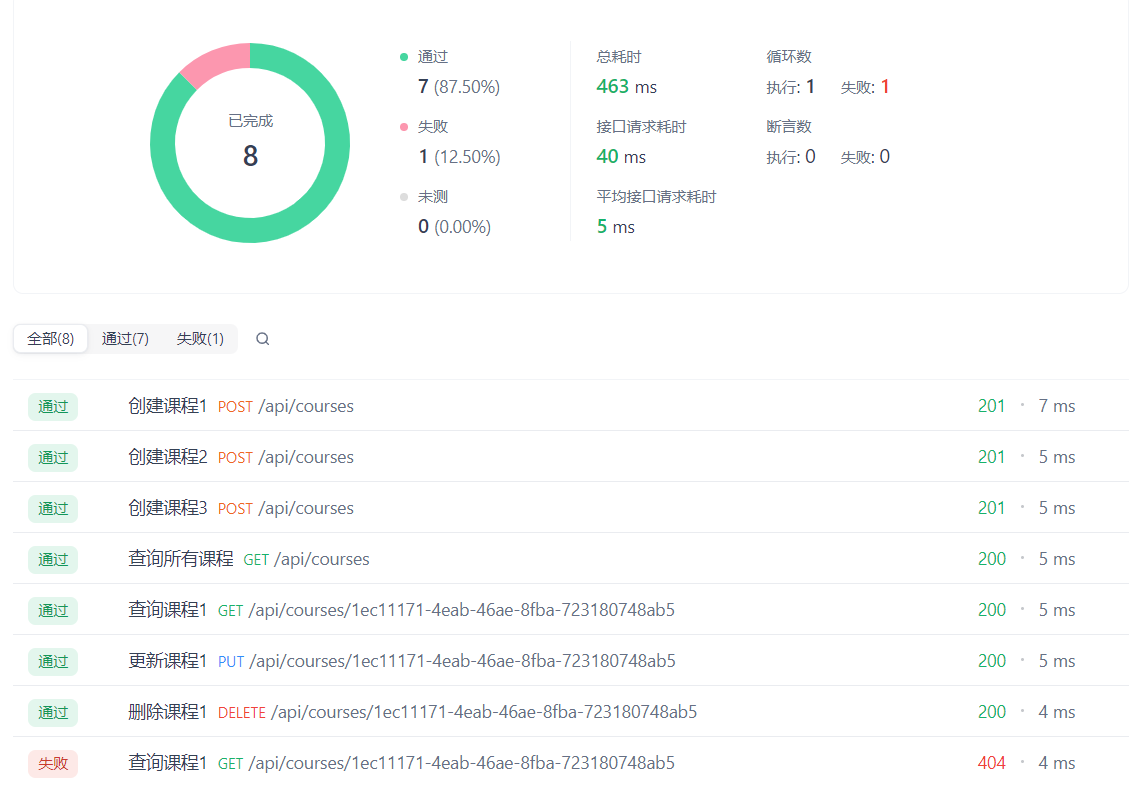 已完成
8
通过
7 (87.50%)
失败
1 (12.50%)
未测
0 (0.00%)
总耗时
463 ms
接口请求耗时
40 ms
平均接口请求耗时
5 ms
循环数
执行: 1 失败: 1
断言数
执行: 0 失败: 0
全部(8) 通过(7) 失败(1)
通过 创建课程1 POST /api/courses 201 · 7 ms
通过 创建课程2 POST /api/courses 201 · 5 ms
通过 创建课程3 POST /api/courses 201 · 5 ms
通过 查询所有课程 GET /api/courses 200 · 5 ms
通过 查询课程1 GET /api/courses/1ec11171-4eab-46ae-8fba-723180748ab5 200 · 5 ms
通过 更新课程1 PUT /api/courses/1ec11171-4eab-46ae-8fba-723180748ab5 200 · 5 ms
通过 删除课程1 DELETE /api/courses/1ec11171-4eab-46ae-8fba-723180748ab5 200 · 4 ms
失败 查询课程1 GET /api/courses/1ec11171-4eab-46ae-8fba-723180748ab5 404 · 4 ms